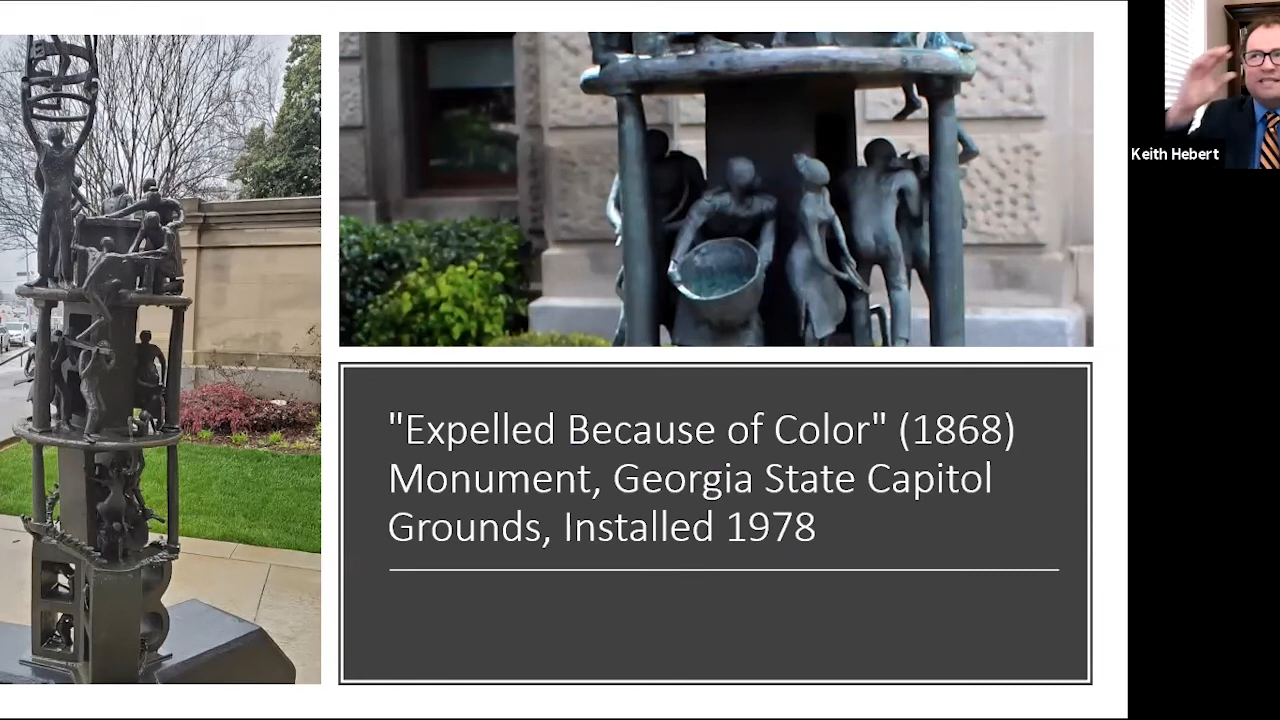 Keith Hebert
"Expelled Because of Color" (1868)
Monument, Georgia State Capitol
Grounds, Installed 1978